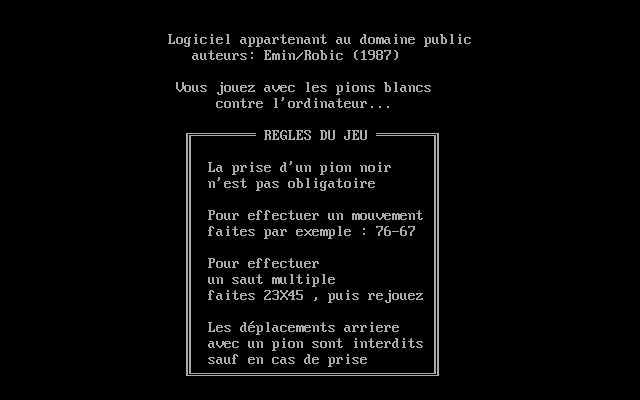 Logiciel appartenant au domaine public
auteurs: Emin/Robic (1987)
Vous jouez avec les pions blancs
contre l'ordinateur...
REGLES DU JEU
La prise d'un pion noir
n'est pas obligatoire
Pour effectuer un mouvement
faites par exemple : 76-67
Pour effectuer
un saut multiple
faites 23X45 , puis rejouez
Les déplacements arriere
avec un pion sont interdits
sauf en cas de prise